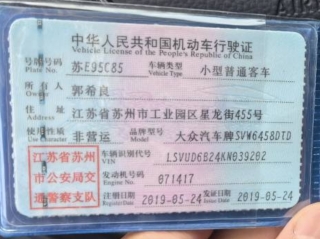 中华人民共和国机动车行驶证
Vehicle License of the People's Republic of China
号牌号码 Plate No. 苏E95C85 车辆类型 Vehicle Type 小型普通客车
所有人 Owner 郭希良
住址 Address 江苏省苏州市工业园区星龙街455号
使用性质 Use Character 非营运 品牌型号 Model 大众汽车牌SVW6458DTD
江苏省苏州 车辆识别代号 VIN LSVUD6B24KN039202
市公安局交 发动机号码 Engine No. 071417
通警察支队 注册日期 Register Date 2019-05-24 发证日期 Issue Date 2019-05-24